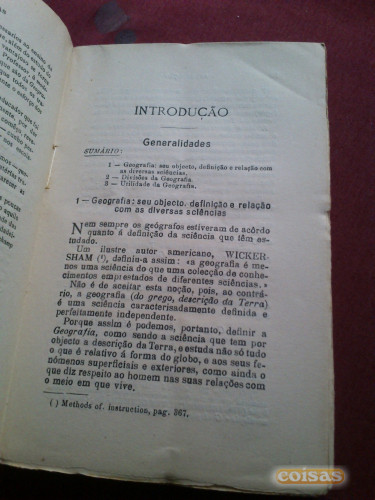 INTRODUÇÃO
Generalidades
SUMÁRIO:
1 — Geografia: seu objecto, definição e relação com
as diversas sciências.
2 — Divisões da Geografia.
3 — Utilidade da Geografia.
1 — Geografia: seu objecto, definição e relação
com as diversas sciências
Nem sempre os geógrafos estiveram de acôrdo
quanto á definição da sciência que têm es-
tudado.
Um ilustre autor americano, WICKER-
SHAM (¹), definiu-a assim: «a geografia é me-
nos uma sciência do que uma colecção de conhe-
cimentos emprestados de diferentes sciências.»
Não é de aceitar esta noção, pois, ao contrá-
rio, a geografia (do grego, descrição da Terra)
é uma sciência caracterisadamente definida e
perfeitamente independente.
Porque assim é podemos, portanto, definir a
Geografia, como sendo a sciência que tem por
objecto a descrição da Terra, e estuda não só tudo
o que é relativo á forma do globo, e aos seus fe-
nómenos superficiais e exteriores, como ainda o
que diz respeito ao homem nas suas relações com
o meio em que vive.
( ) Methods of. instruction, pag. 367.
coisas